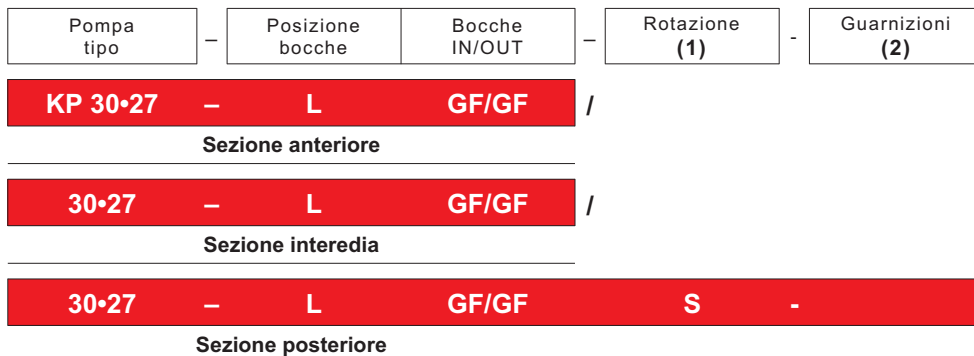 Pompa tipo – Posizione bocche Bocche IN/OUT – Rotazione (1) - Guarnizioni (2)
KP 30•27 – L GF/GF /
Sezione anteriore
30•27 – L GF/GF /
Sezione interedia
30•27 – L GF/GF S -
Sezione posteriore